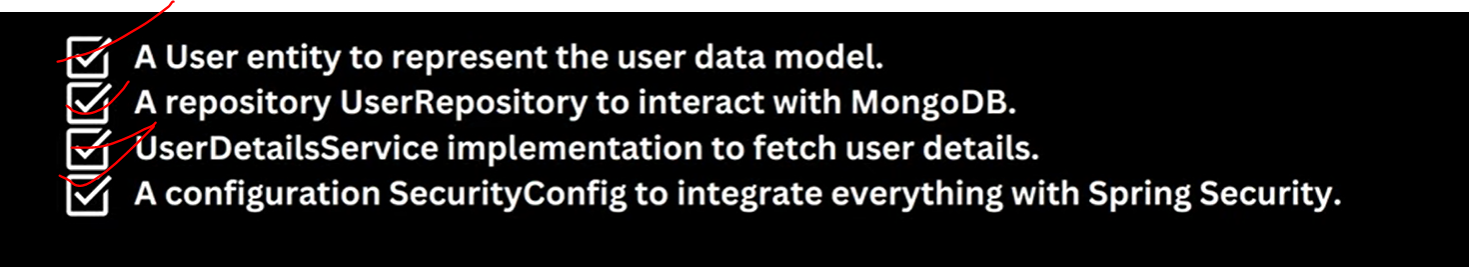 A User entity to represent the user data model.
A repository UserRepository to interact with MongoDB.
UserDetailsService implementation to fetch user details.
A configuration SecurityConfig to integrate everything with Spring Security.